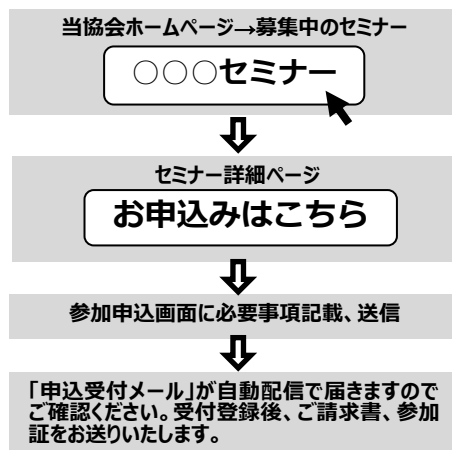 当協会ホームページ→募集中のセミナー
○○○セミナー
セミナー詳細ページ
お申込みはこちら
参加申込画面に必要事項記載、送信
「申込受付メール」が自動配信で届きますので
ご確認ください。受付登録後、ご請求書、参加
証をお送りいたします。